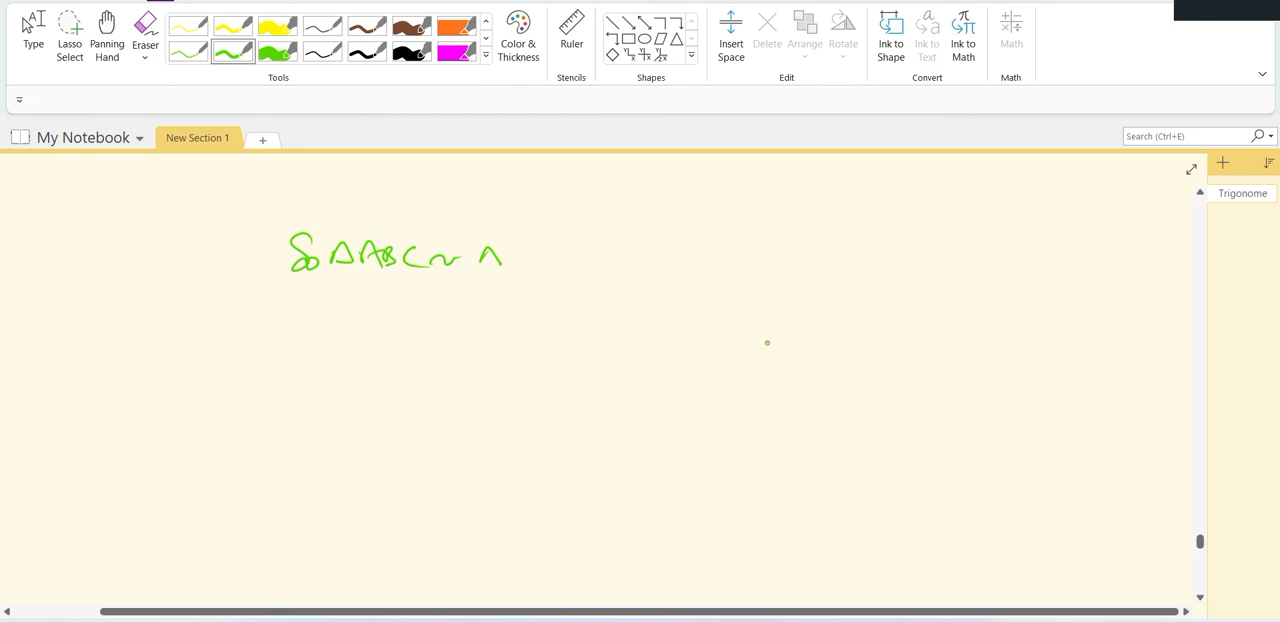 Type
Lasso Select
Panning Hand
Eraser
Color & Thickness
Ruler
Insert Space
Delete
Arrange
Rotate
Ink to Shape
Ink to Text
Ink to Math
Math
Tools
Stencils
Shapes
Edit
Convert
Math
My Notebook
New Section 1
Search (Ctrl+E)
Trigonome
So △ABC ~ ^